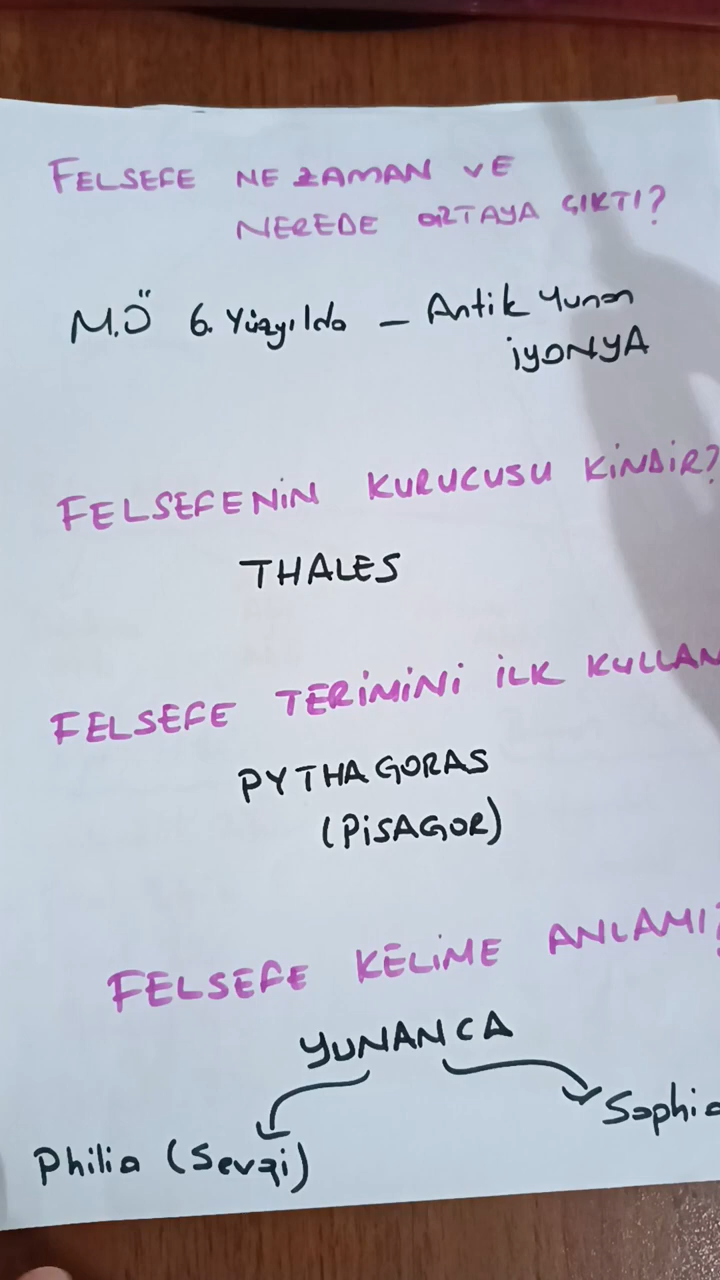 FELSEFE NE ZAMAN VE
NEREDE ORTAYA ÇIKTI?
M.Ö 6. Yüzyılda – Antik Yunan
İYONYA
FELSEFENİN KURUCUSU KİMDİR?
THALES
FELSEFE TERİMİNİ İLK KULLAN
PYTHAGORAS
(PİSAGOR)
FELSEFE KELİME ANLAMI?
YUNANCA
Sophia
Philia (Sevgi)